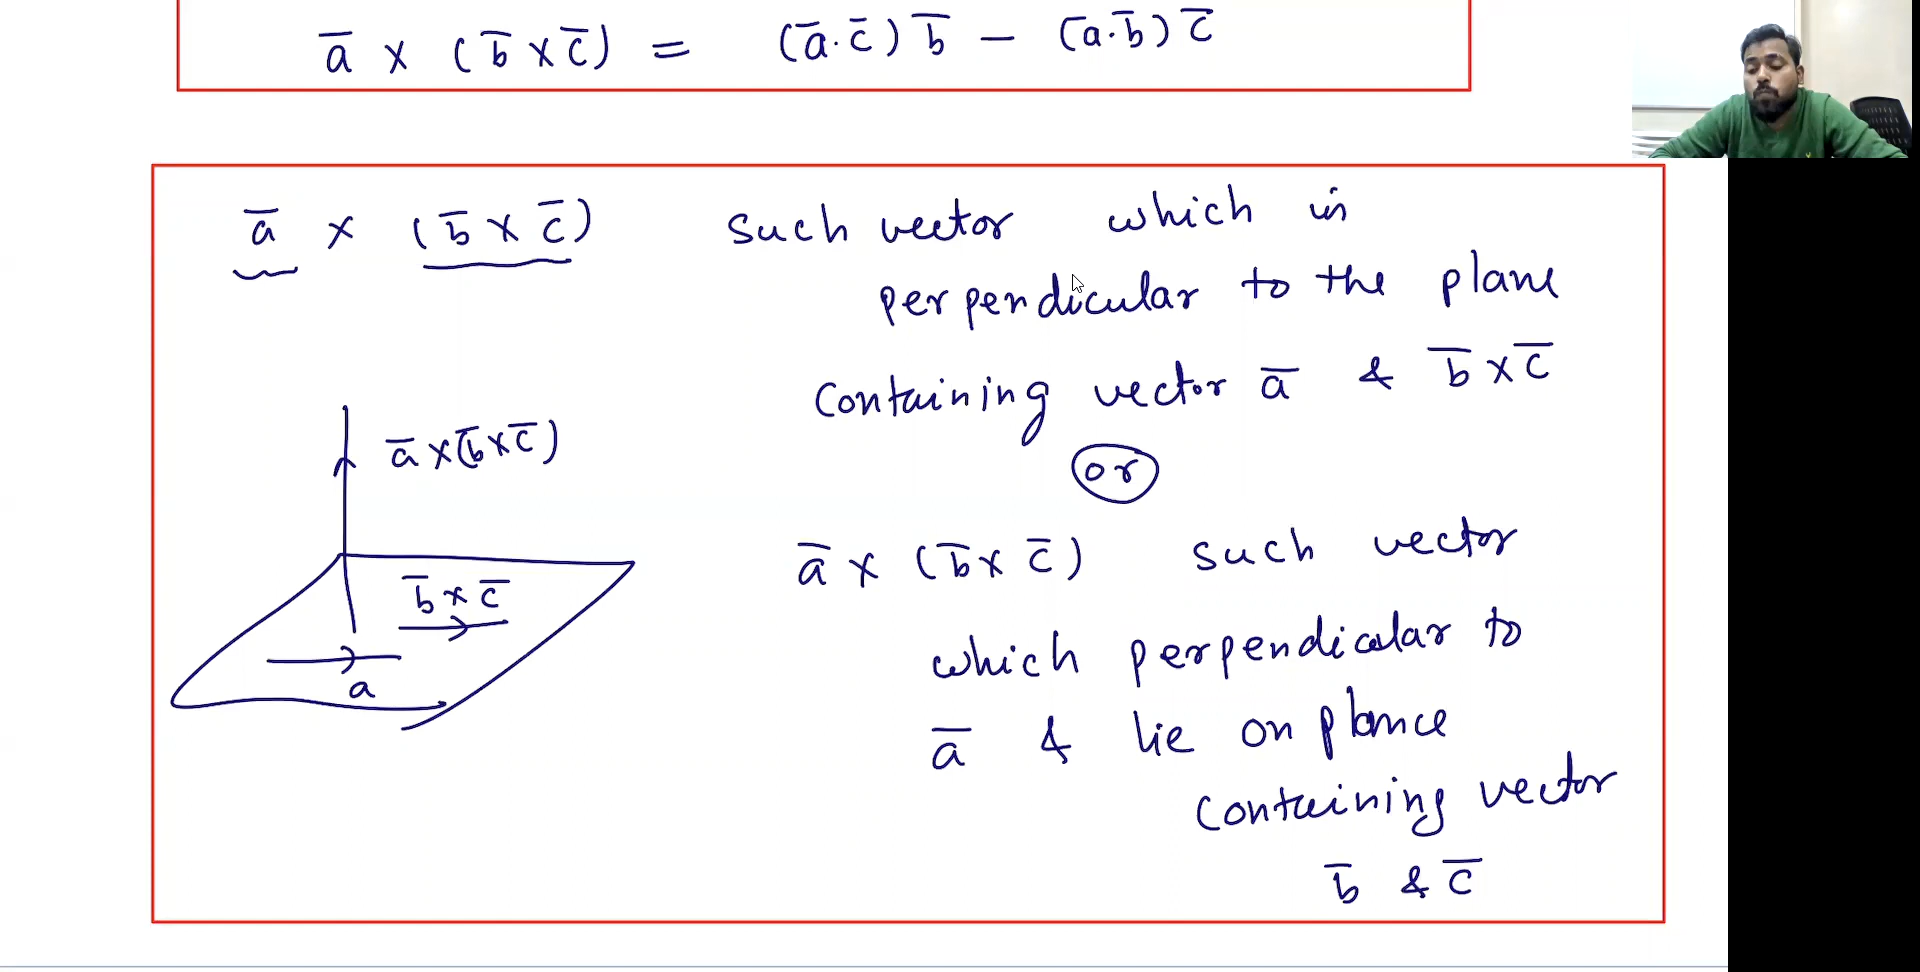 a̅ × (b̅ × c̅) = (a̅·c̅) b̅ − (a̅·b̅) c̅
a̅ × (b̅ × c̅) Such vector which is
perpendicular to the plane
containing vector a̅ & b̅ × c̅
or
a̅ × (b̅ × c̅)
b̅ × c̅
a
a̅ × (b̅ × c̅) such vector
which perpendicular to
a̅ & lie on plance
containing vector
b̅ & c̅